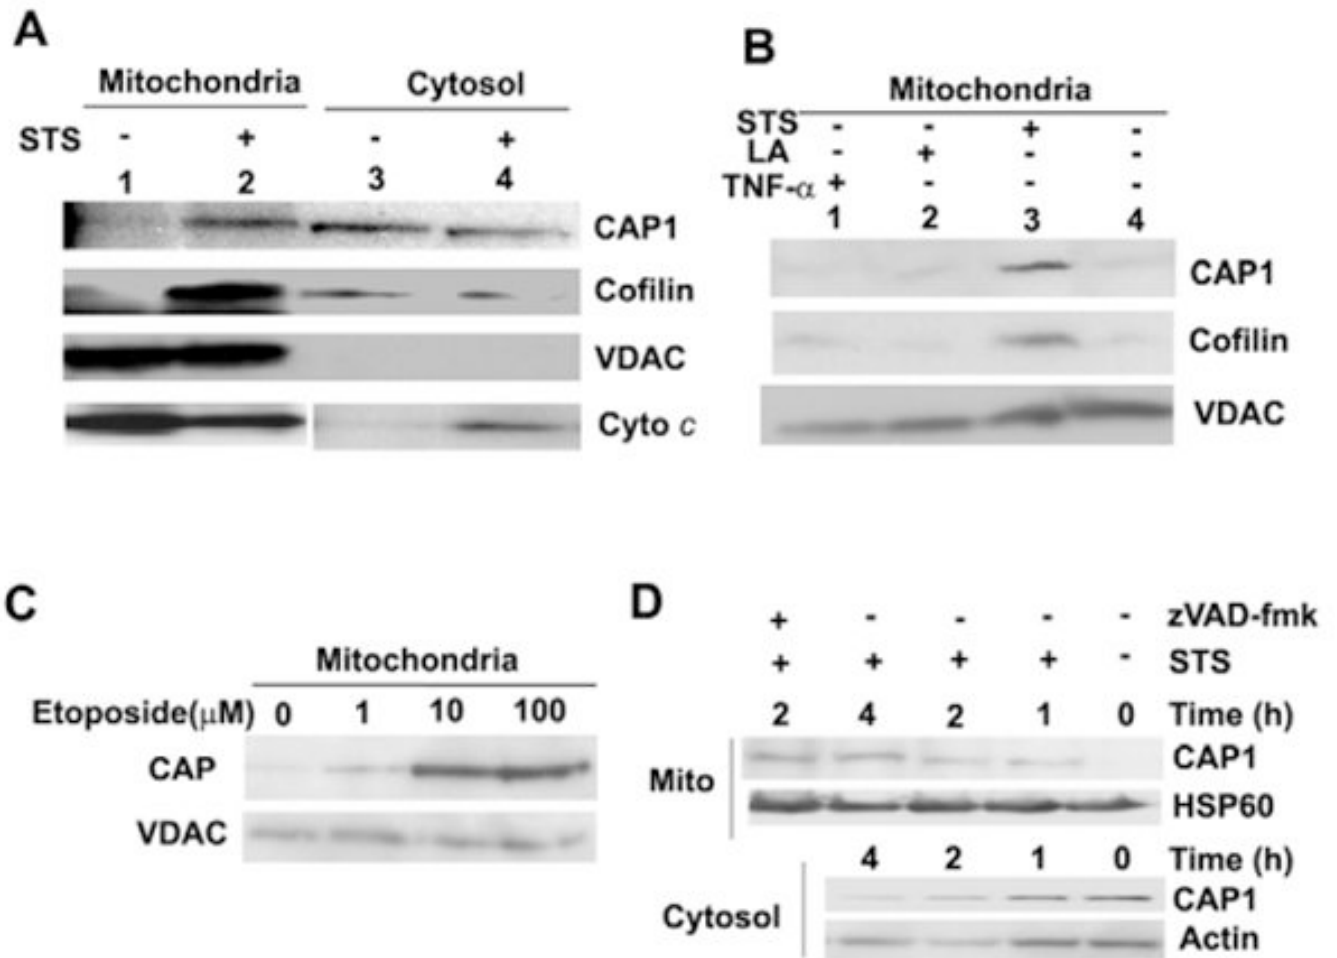 A
Mitochondria Cytosol
STS - + - +
1 2 3 4
CAP1
Cofilin
VDAC
Cyto c
B
Mitochondria
STS - - + -
LA - + - -
TNF-α + - - -
1 2 3 4
CAP1
Cofilin
VDAC
C
Mitochondria
Etoposide(μM) 0 1 10 100
CAP
VDAC
D
+ - - - - zVAD-fmk
+ + + + - STS
2 4 2 1 0 Time (h)
Mito CAP1
HSP60
4 2 1 0 Time (h)
Cytosol CAP1
Actin